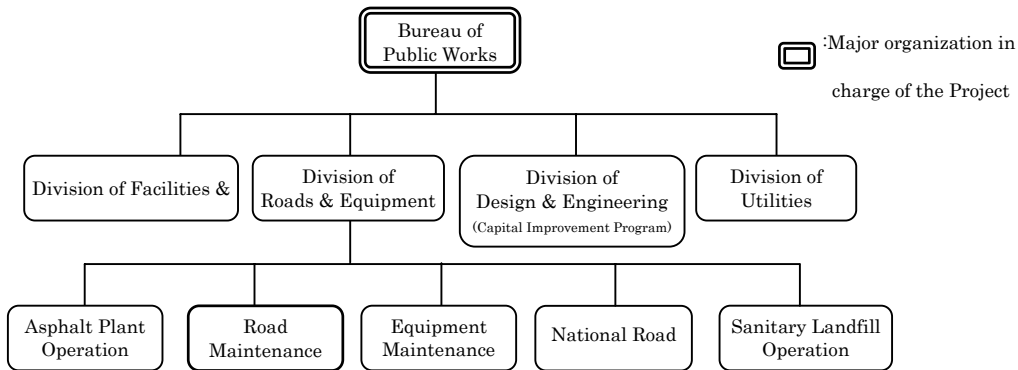 Bureau of
Public Works
:Major organization in
charge of the Project
Division of Facilities &
Division of
Roads & Equipment
Division of
Design & Engineering
(Capital Improvement Program)
Division of
Utilities
Asphalt Plant
Operation
Road
Maintenance
Equipment
Maintenance
National Road
Sanitary Landfill
Operation